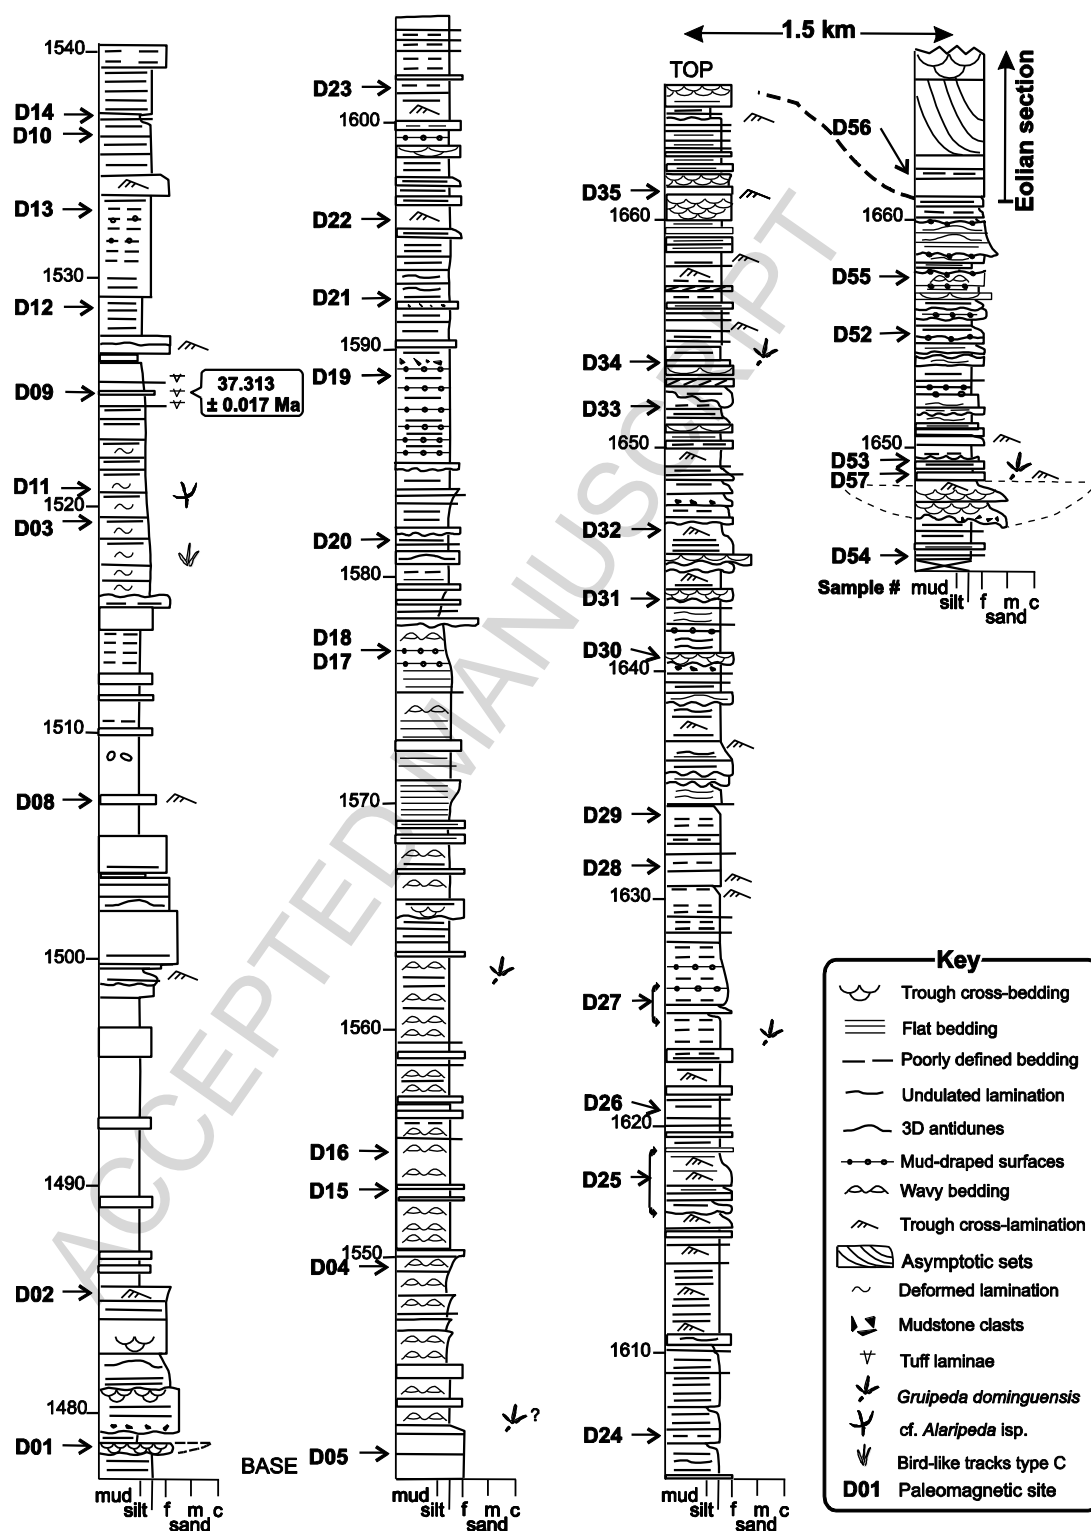 1540
D14
D10
D13
1530
D12
D09
37.313
± 0.017 Ma
D11
1520
D03
1510
D08
1500
1490
D02
1480
D01
mud
silt
f
m
c
sand
BASE
D23
1600
D22
D21
1590
D19
D20
1580
D18
D17
1570
1560
D16
D15
1550
D04
?
D05
mud
silt
f
m
c
sand
1.5 km
TOP
D35
1660
D34
D33
1650
D32
D31
D30
1640
D29
D28
1630
D27
D26
1620
D25
1610
D24
mud
silt
f
m
c
sand
Eolian section
D56
1660
D55
D52
1650
D53
D57
D54
Sample #
mud
silt
f
m
c
sand
Key
Trough cross-bedding
Flat bedding
Poorly defined bedding
Undulated lamination
3D antidunes
Mud-draped surfaces
Wavy bedding
Trough cross-lamination
Asymptotic sets
Deformed lamination
Mudstone clasts
Tuff laminae
Gruipeda dominguensis
cf. Alaripeda isp.
Bird-like tracks type C
D01 Paleomagnetic site
ACCEPTED MANUSCRIPT